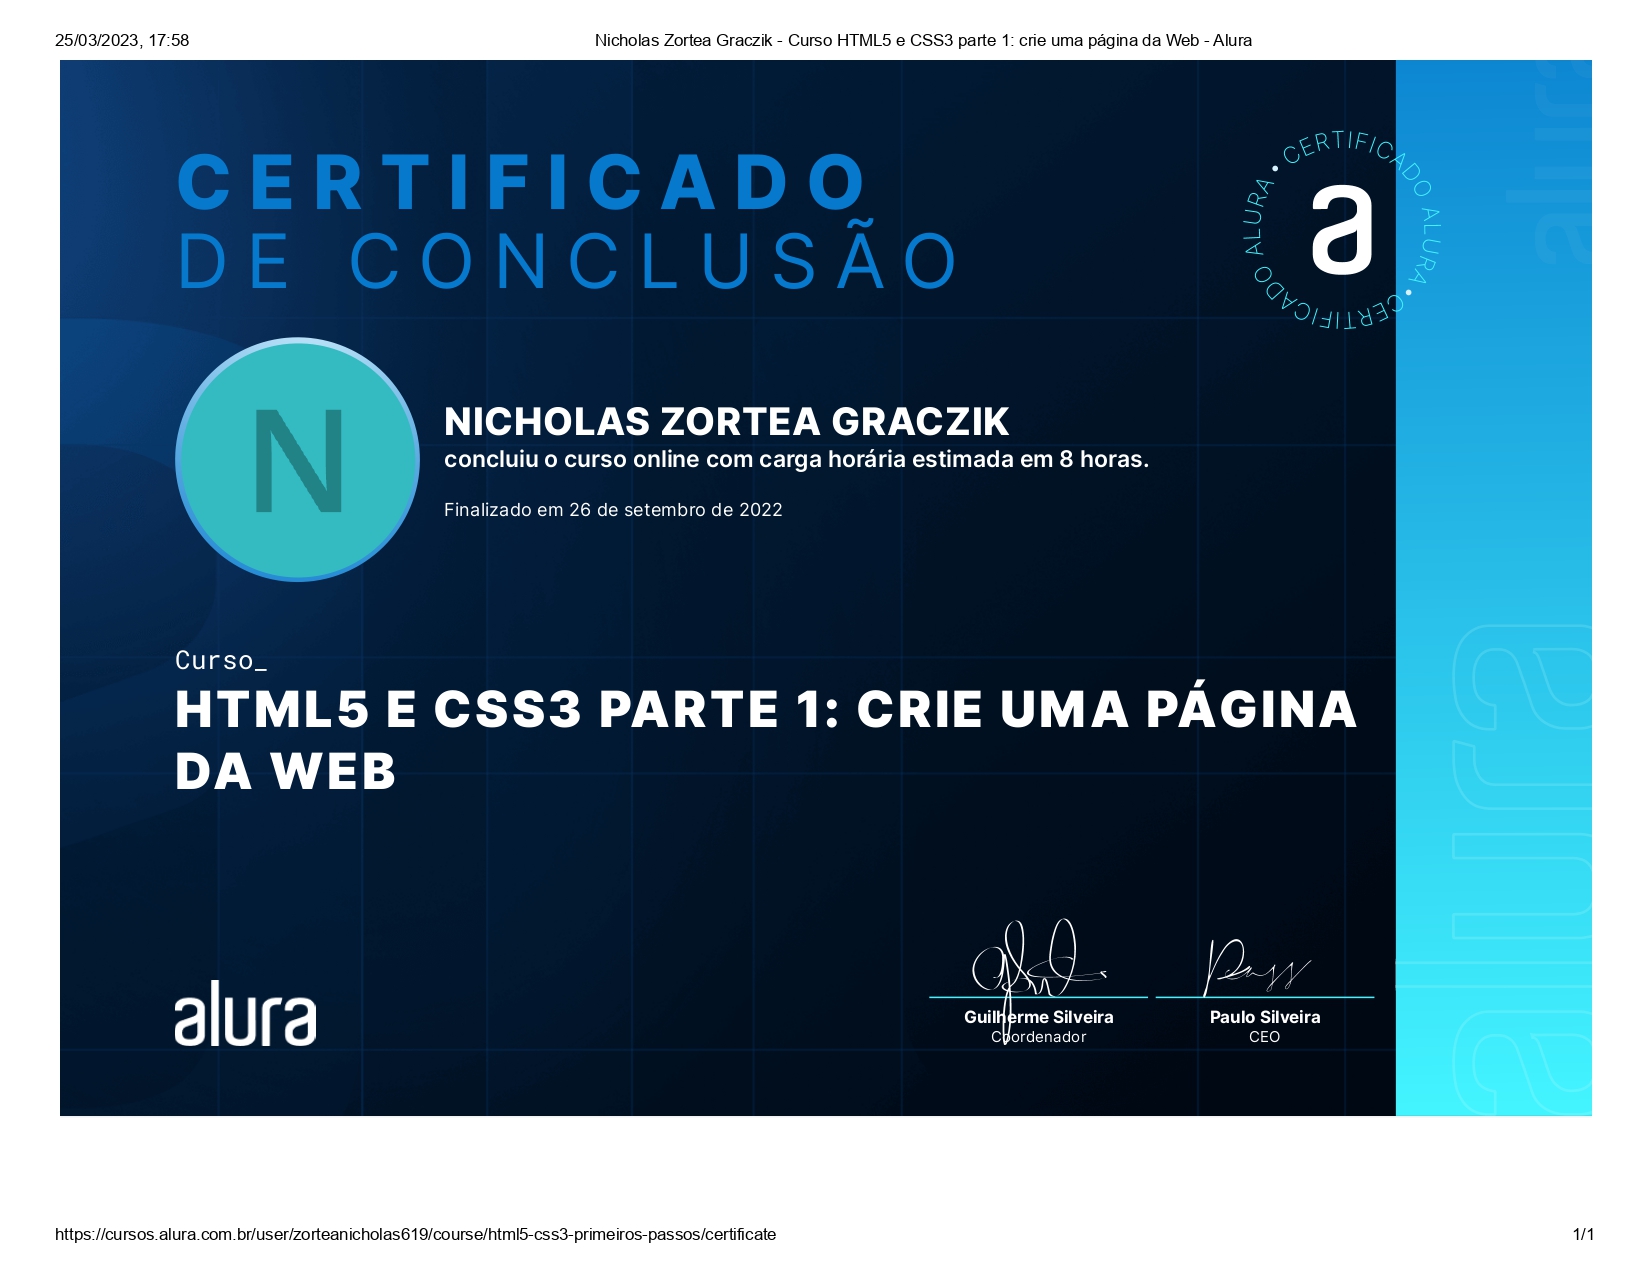 25/03/2023, 17:58
Nicholas Zortea Graczik - Curso HTML5 e CSS3 parte 1: crie uma página da Web - Alura
CERTIFICADO
DE CONCLUSÃO
CERTIFICADO ALURA • CERTIFICADO ALURA •
a
alura
N
NICHOLAS ZORTEA GRACZIK
concluiu o curso online com carga horária estimada em 8 horas.
Finalizado em 26 de setembro de 2022
Curso_
HTML5 E CSS3 PARTE 1: CRIE UMA PÁGINA
DA WEB
alura
alura
Guilherme Silveira
Coordenador
Paulo Silveira
CEO
https://cursos.alura.com.br/user/zorteanicholas619/course/html5-css3-primeiros-passos/certificate
1/1